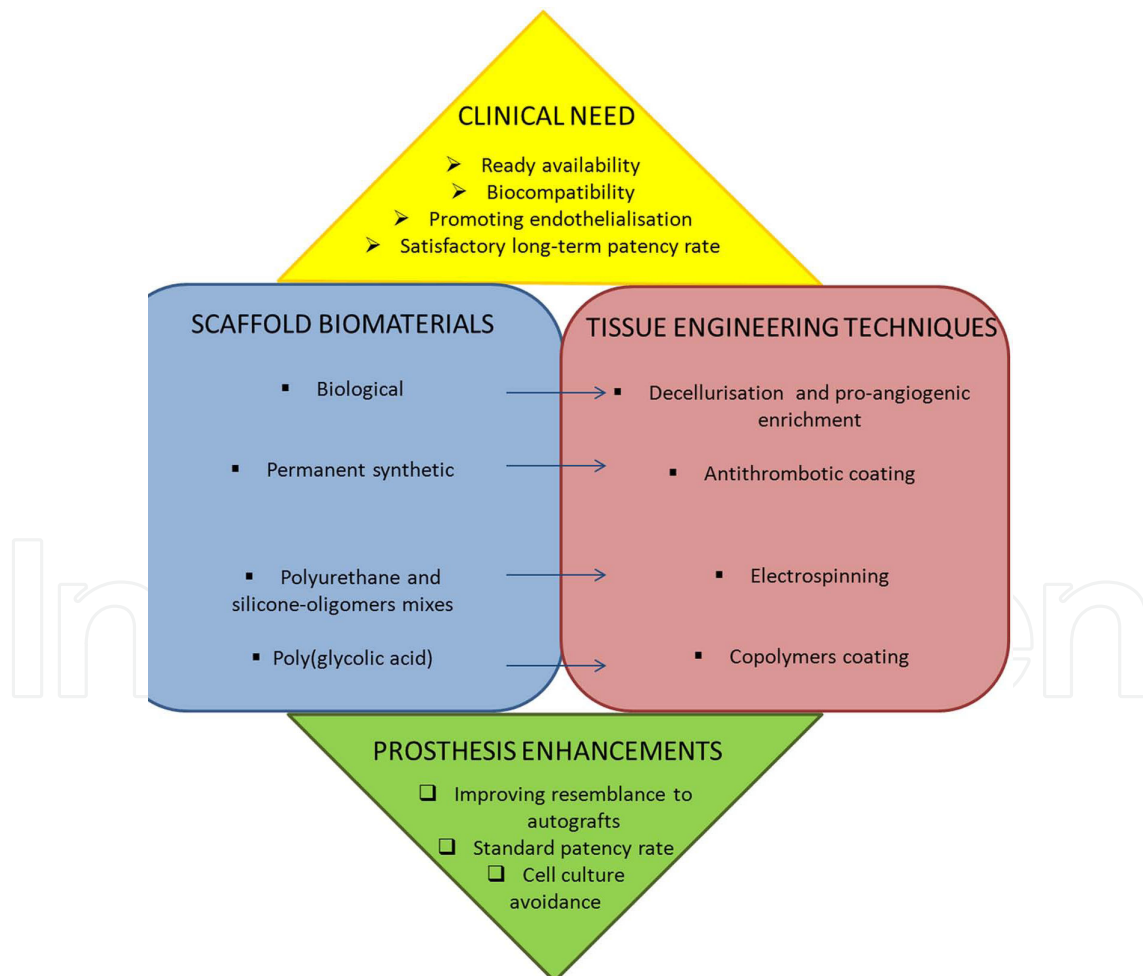 CLINICAL NEED
➢ Ready availability
➢ Biocompatibility
➢ Promoting endothelialisation
➢ Satisfactory long-term patency rate
SCAFFOLD BIOMATERIALS
▪ Biological
▪ Permanent synthetic
▪ Polyurethane and
silicone-oligomers mixes
▪ Poly(glycolic acid)
TISSUE ENGINEERING TECHNIQUES
▪ Decellurisation and pro-angiogenic
enrichment
▪ Antithrombotic coating
▪ Electrospinning
▪ Copolymers coating
PROSTHESIS ENHANCEMENTS
❑ Improving resemblance to
autografts
❑ Standard patency rate
❑ Cell culture
avoidance